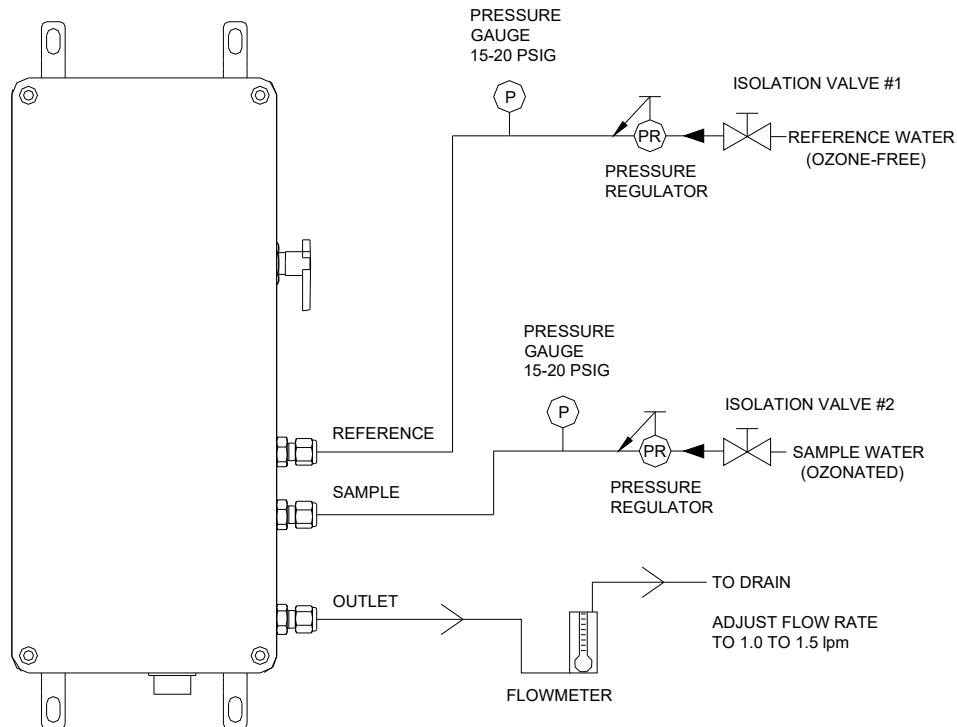 PRESSURE
GAUGE
15-20 PSIG
P
ISOLATION VALVE #1
PR
REFERENCE WATER
(OZONE-FREE)
PRESSURE
REGULATOR
PRESSURE
GAUGE
15-20 PSIG
P
ISOLATION VALVE #2
REFERENCE
PR
SAMPLE WATER
(OZONATED)
SAMPLE
PRESSURE
REGULATOR
OUTLET
TO DRAIN
ADJUST FLOW RATE
TO 1.0 TO 1.5 lpm
FLOWMETER